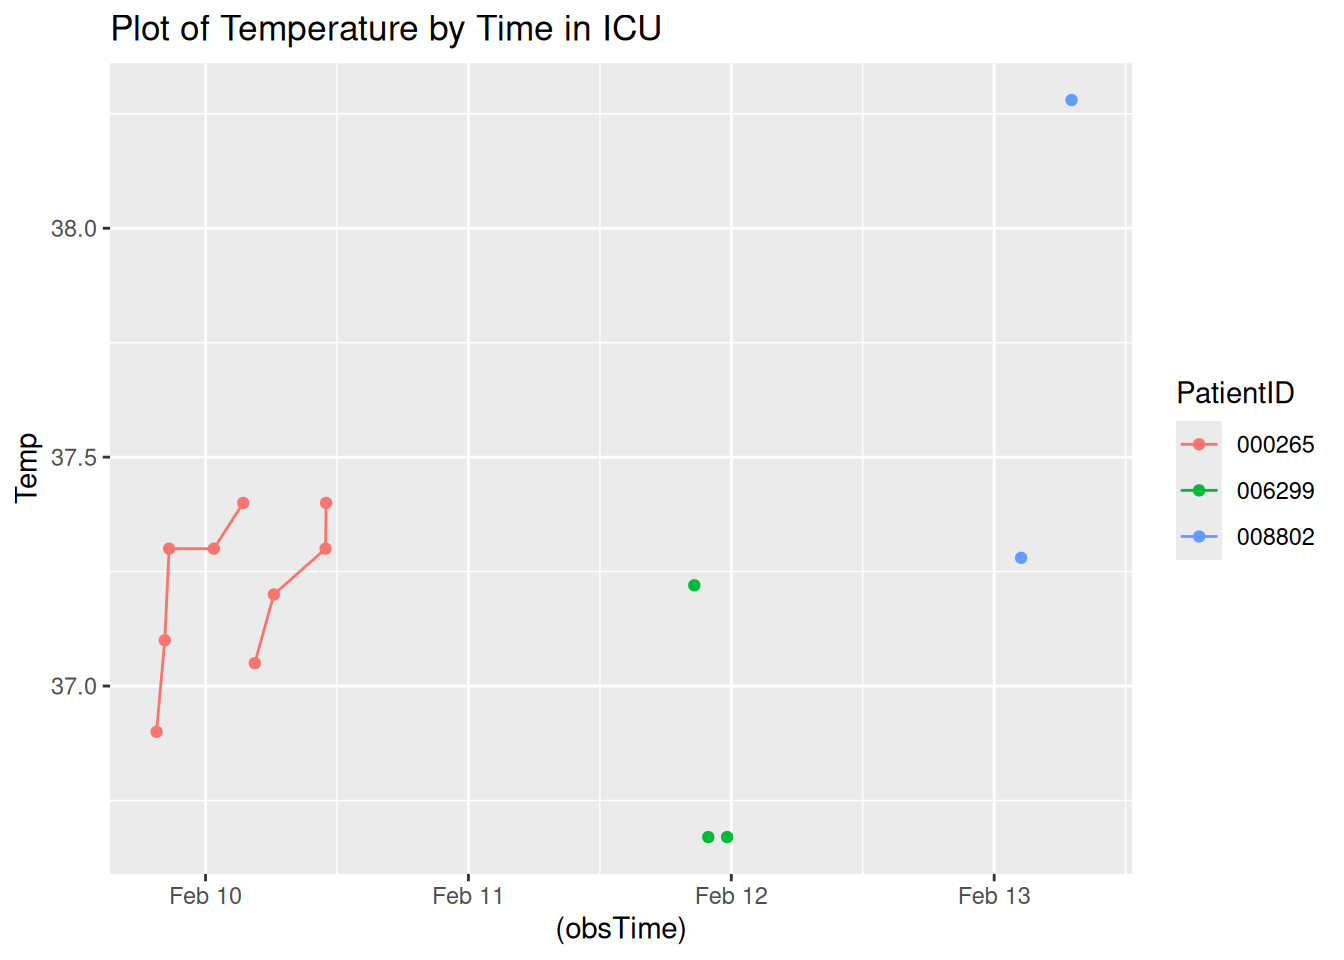 Plot of Temperature by Time in ICU
38.0
37.5
37.0
Temp
Feb 10
Feb 11
Feb 12
Feb 13
(obsTime)
PatientID
000265
006299
008802